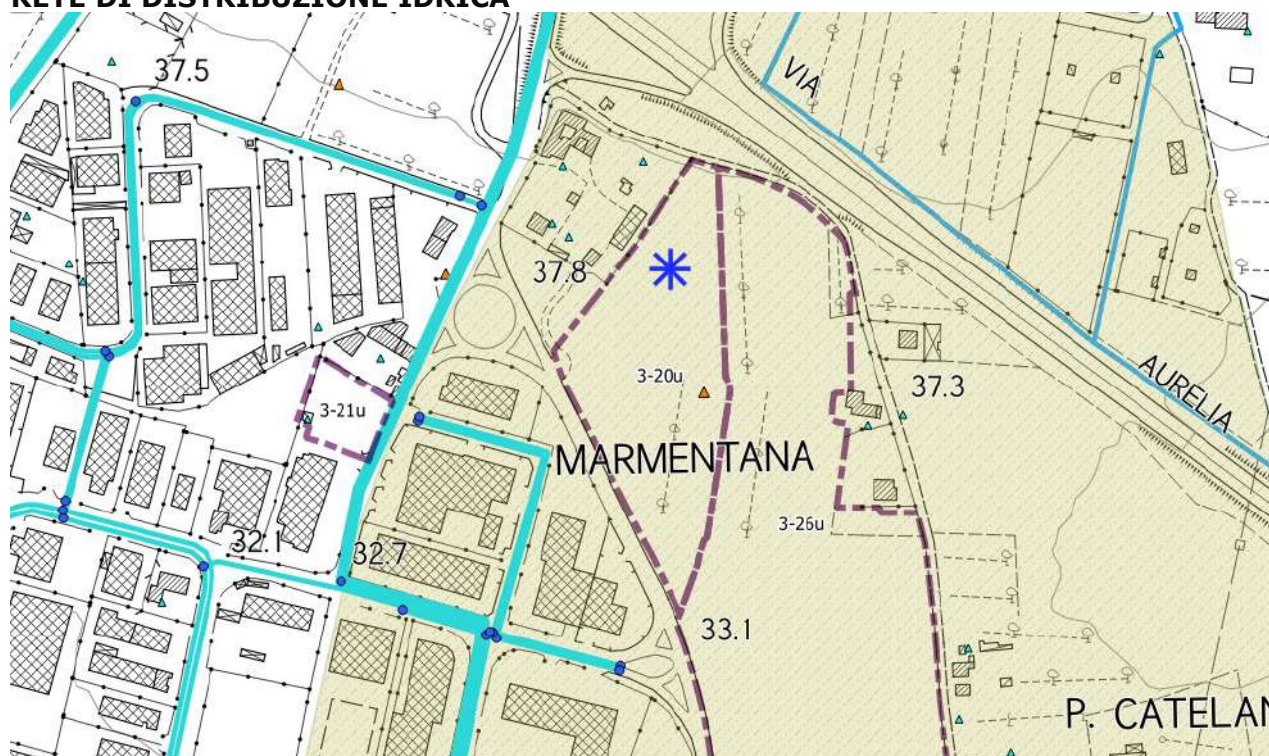 RETE DI DISTRIBUZIONE IDRICA
37.5
VIA
37.8
3-20u
37.3
AURELIA
3-21u
MARMENTANA
3-26u
32.1
32.7
33.1
P. CATELAN